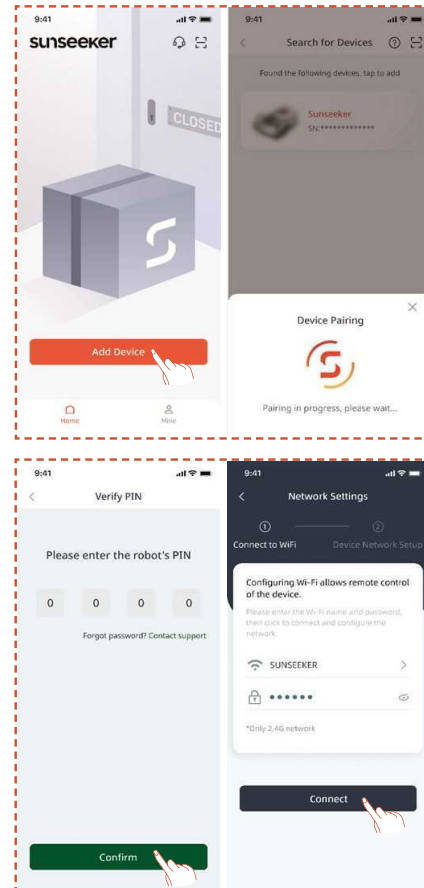 9:41
sunseeker
CLOSED
Add Device
Home
Mine
9:41
Search for Devices
Found the following devices, tap to add
Sunseeker
SN:*************
Device Pairing
Pairing in progress, please wait...
9:41
Verify PIN
Please enter the robot's PIN
0 0 0 0
Forgot password? Contact support
Confirm
9:41
Network Settings
1 2
Connect to WiFi Device Network Setup
Configuring Wi-Fi allows remote control
of the device.
Please enter the Wi-Fi name and password,
then click to connect and configure the
network.
SUNSEEKER
••••••
*Only 2.4G network
Connect